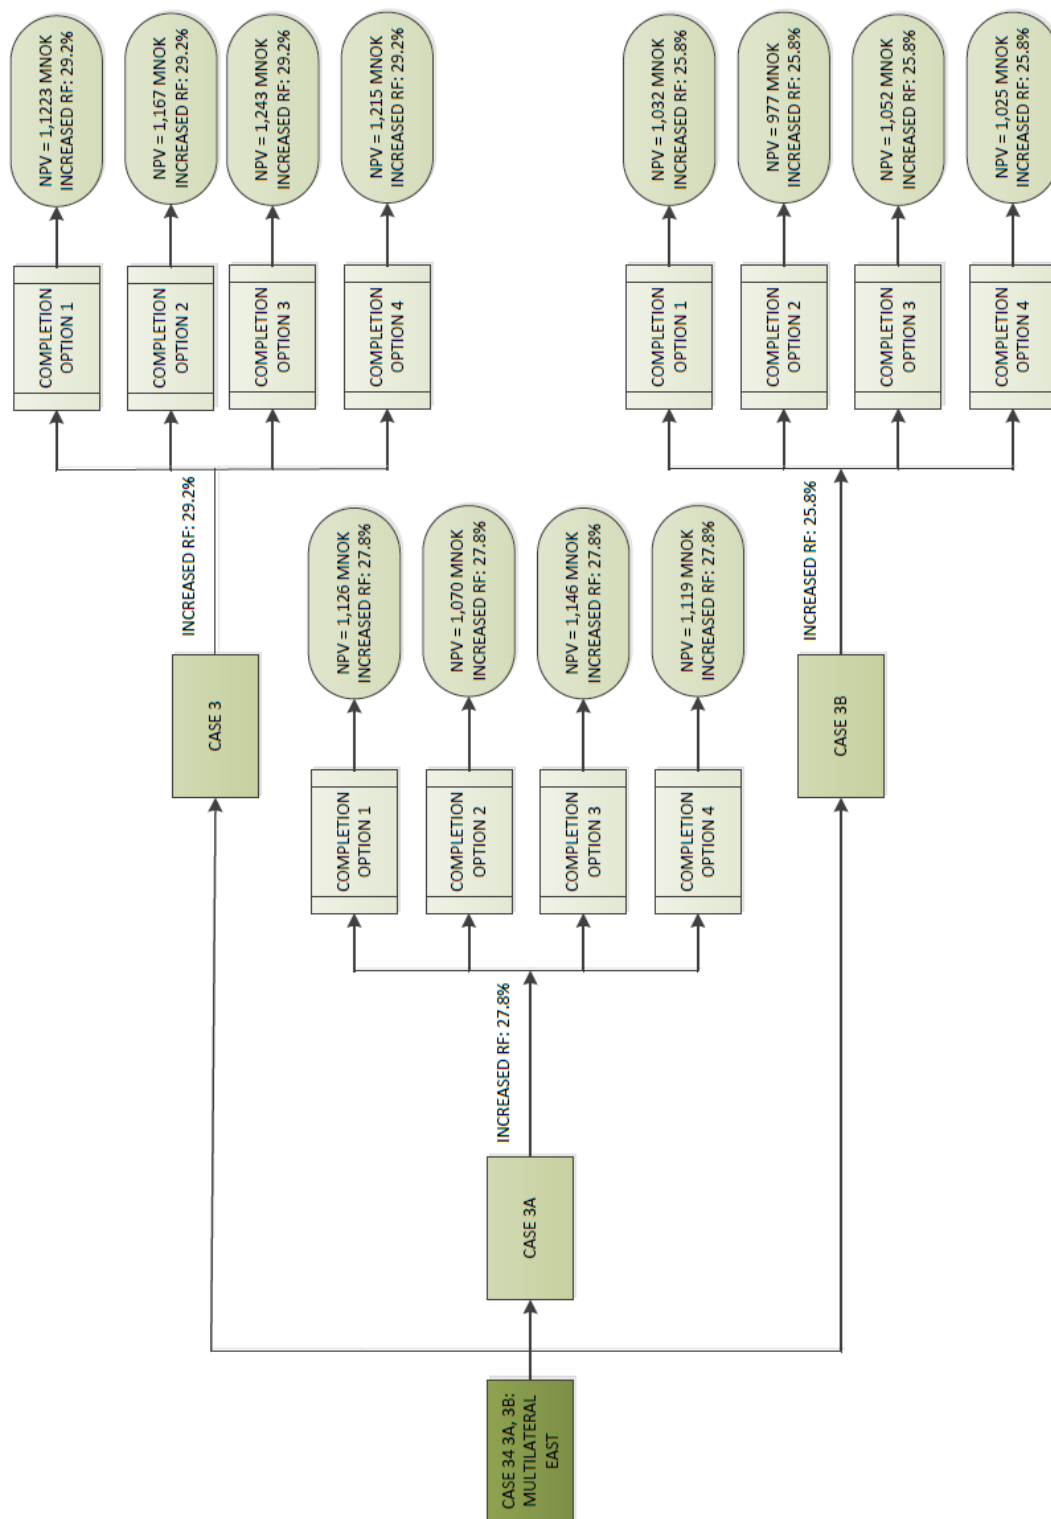 CASE 34 3A, 3B:
MULTILATERAL
EAST
CASE 3
INCREASED RF: 29.2%
COMPLETION
OPTION 1
NPV = 1,1223 MNOK
INCREASED RF: 29.2%
COMPLETION
OPTION 2
NPV = 1,167 MNOK
INCREASED RF: 29.2%
COMPLETION
OPTION 3
NPV = 1,243 MNOK
INCREASED RF: 29.2%
COMPLETION
OPTION 4
NPV = 1,215 MNOK
INCREASED RF: 29.2%
CASE 3A
INCREASED RF: 27.8%
COMPLETION
OPTION 1
NPV = 1,126 MNOK
INCREASED RF: 27.8%
COMPLETION
OPTION 2
NPV = 1,070 MNOK
INCREASED RF: 27.8%
COMPLETION
OPTION 3
NPV = 1,146 MNOK
INCREASED RF: 27.8%
COMPLETION
OPTION 4
NPV = 1,119 MNOK
INCREASED RF: 27.8%
CASE 3B
INCREASED RF: 25.8%
COMPLETION
OPTION 1
NPV = 1,032 MNOK
INCREASED RF: 25.8%
COMPLETION
OPTION 2
NPV = 977 MNOK
INCREASED RF: 25.8%
COMPLETION
OPTION 3
NPV = 1,052 MNOK
INCREASED RF: 25.8%
COMPLETION
OPTION 4
NPV = 1,025 MNOK
INCREASED RF: 25.8%